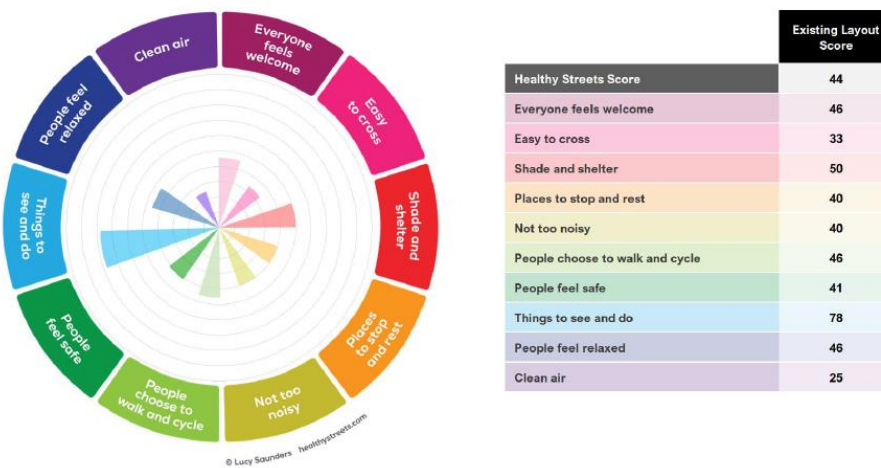 Clean air
Everyone
feels
welcome
Easy
to cross
Shade and
shelter
Places
to stop
and rest
Not too
noisy
People
choose to
walk and cycle
People
feel safe
Things to
see and do
People feel
relaxed
© Lucy Saunders healthystreets.com
Existing Layout
Score
Healthy Streets Score 44
Everyone feels welcome 46
Easy to cross 33
Shade and shelter 50
Places to stop and rest 40
Not too noisy 40
People choose to walk and cycle 46
People feel safe 41
Things to see and do 78
People feel relaxed 46
Clean air 25